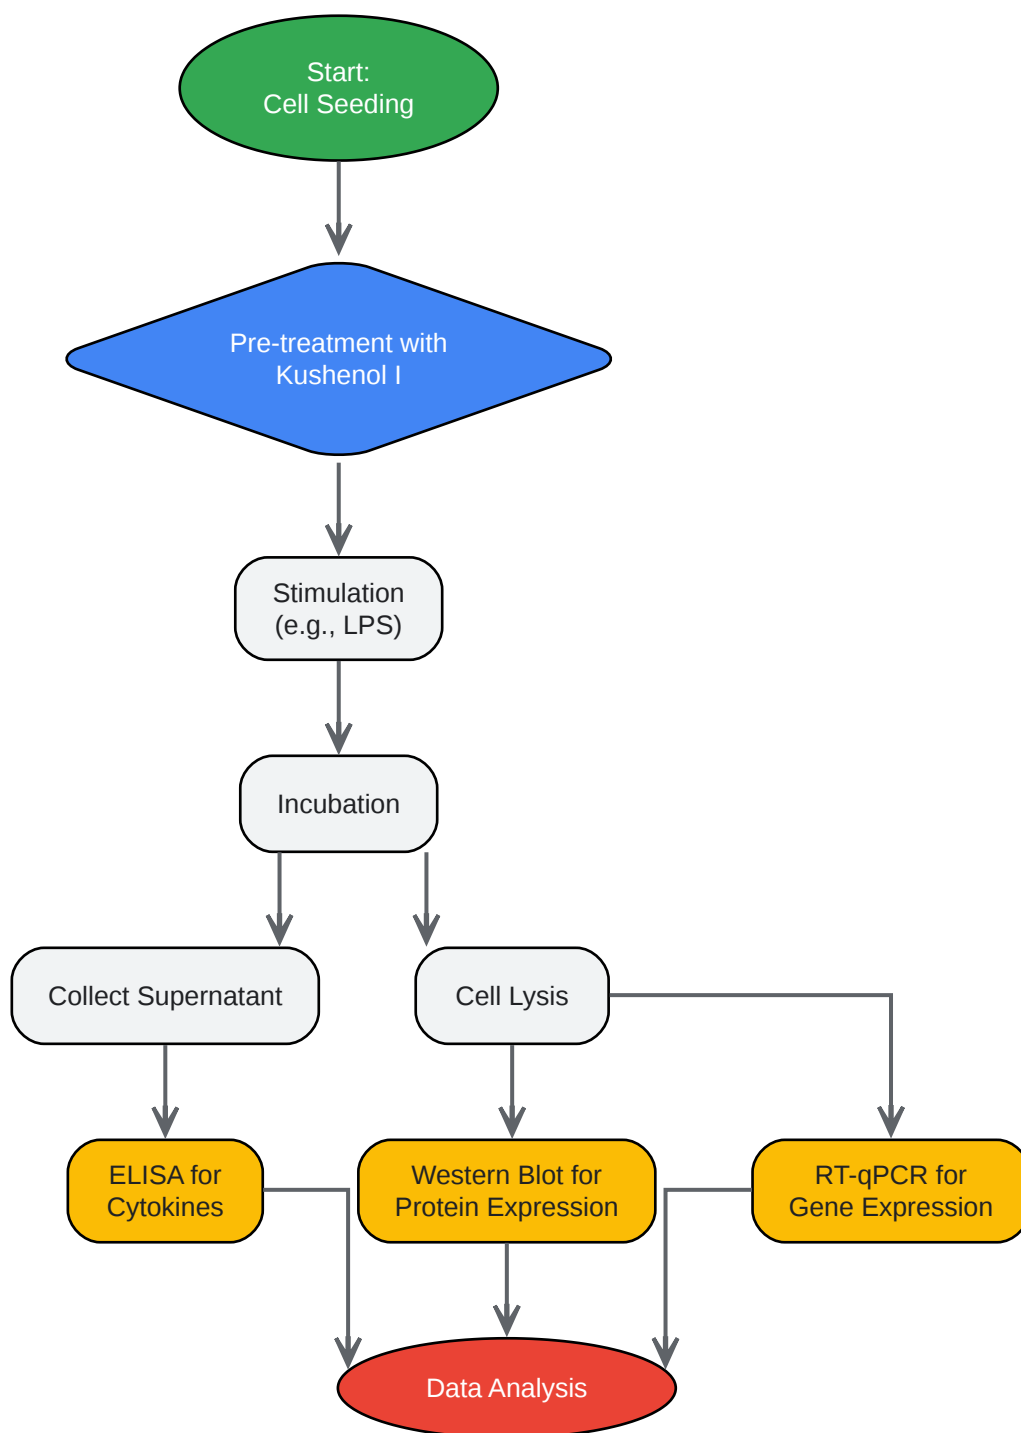 Start:
Cell Seeding
Pre-treatment with
Kushenol I
Stimulation
(e.g., LPS)
Incubation
Collect Supernatant
Cell Lysis
ELISA for
Cytokines
Western Blot for
Protein Expression
RT-qPCR for
Gene Expression
Data Analysis